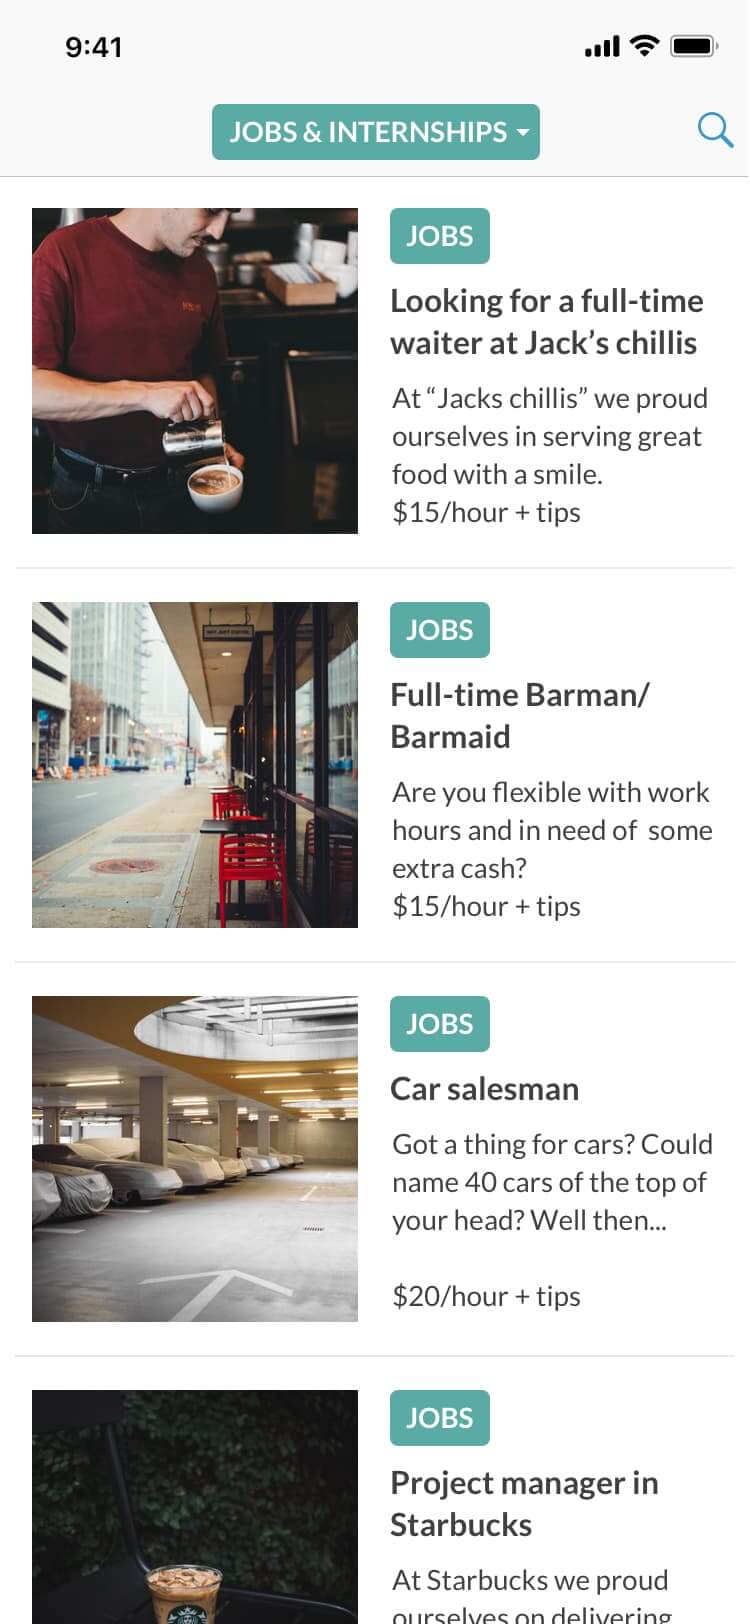 9:41
JOBS & INTERNSHIPS
JOBS
Looking for a full-time
waiter at Jack’s chillis
At “Jacks chillis” we proud
ourselves in serving great
food with a smile.
$15/hour + tips
JOBS
Full-time Barman/
Barmaid
Are you flexible with work
hours and in need of some
extra cash?
$15/hour + tips
JOBS
Car salesman
Got a thing for cars? Could
name 40 cars of the top of
your head? Well then...
$20/hour + tips
JOBS
Project manager in
Starbucks
At Starbucks we proud
ourselves on delivering